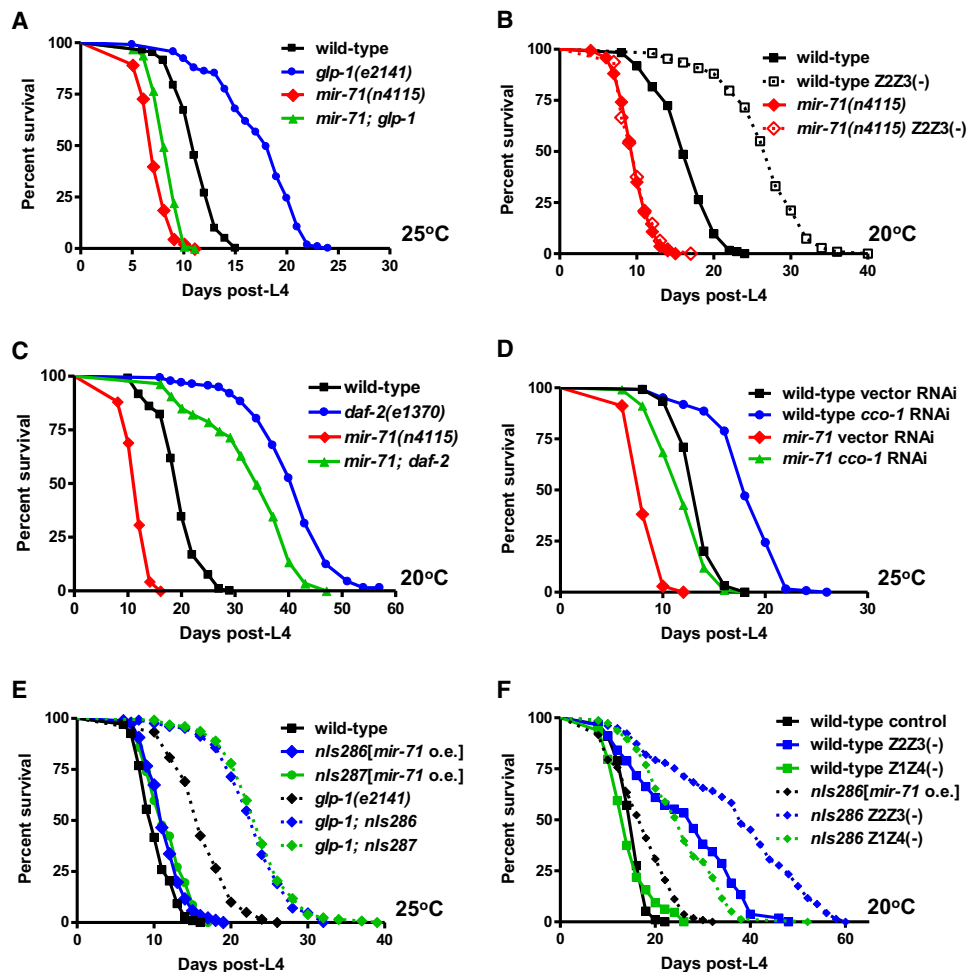 A
Percent survival
100
75
50
25
0
0 5 10 15 20 25 30
Days post-L4
wild-type
glp-1(e2141)
mir-71(n4115)
mir-71; glp-1
25°C
B
Percent survival
100
75
50
25
0
0 10 20 30 40
Days post-L4
wild-type
wild-type Z2Z3(-)
mir-71(n4115)
mir-71(n4115) Z2Z3(-)
20°C
C
Percent survival
100
75
50
25
0
0 10 20 30 40 50 60
Days post-L4
wild-type
daf-2(e1370)
mir-71(n4115)
mir-71; daf-2
20°C
D
Percent survival
100
75
50
25
0
0 10 20 30
Days post-L4
wild-type vector RNAi
wild-type cco-1 RNAi
mir-71 vector RNAi
mir-71 cco-1 RNAi
25°C
E
Percent survival
100
75
50
25
0
0 10 20 30 40
Days post-L4
wild-type
nIs286[mir-71 o.e.]
nIs287[mir-71 o.e.]
glp-1(e2141)
glp-1; nIs286
glp-1; nIs287
25°C
F
Percent survival
100
75
50
25
0
0 20 40 60
Days post-L4
wild-type control
wild-type Z2Z3(-)
wild-type Z1Z4(-)
nIs286[mir-71 o.e.]
nIs286 Z2Z3(-)
nIs286 Z1Z4(-)
20°C